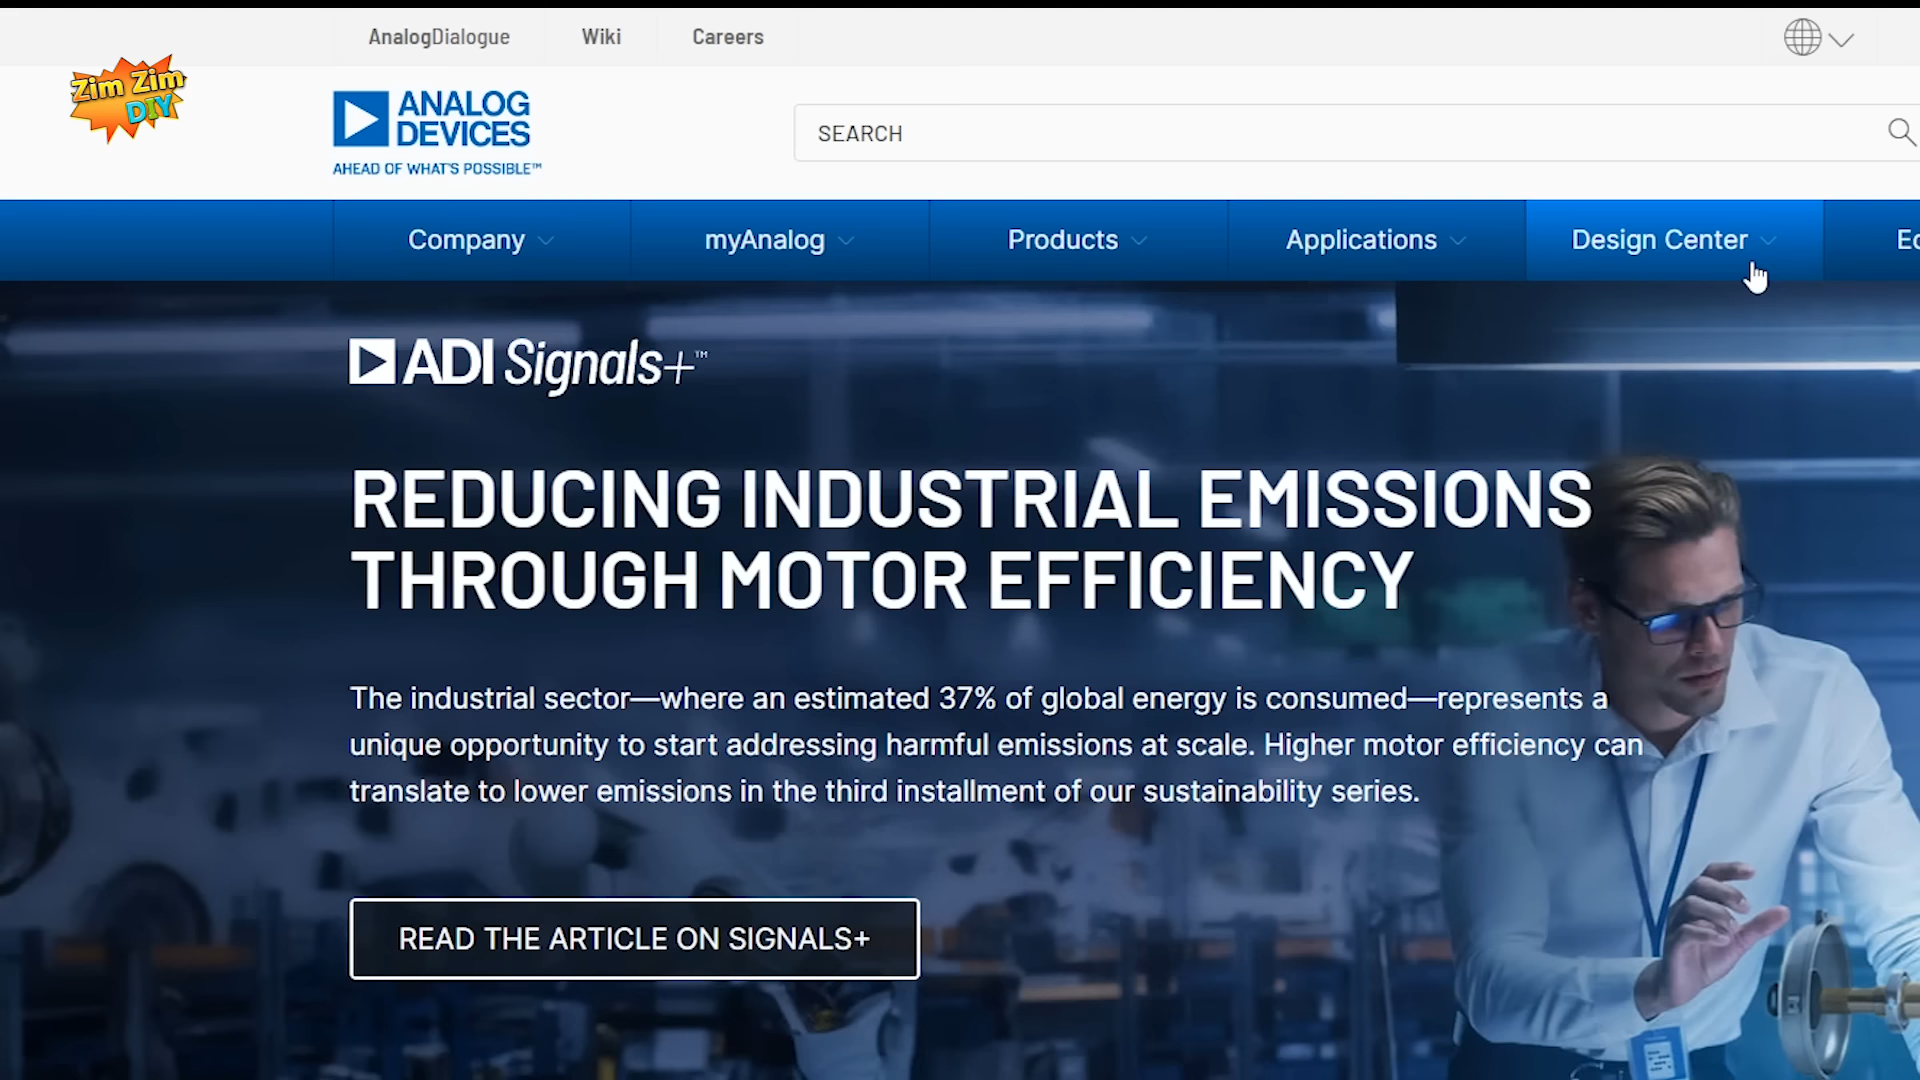 AnalogDialogue
Wiki
Careers
Zim Zim
DIY
ANALOG
DEVICES
AHEAD OF WHAT'S POSSIBLE™
SEARCH
Company
myAnalog
Products
Applications
Design Center
ADI Signals+™
REDUCING INDUSTRIAL EMISSIONS
THROUGH MOTOR EFFICIENCY
The industrial sector—where an estimated 37% of global energy is consumed—represents a
unique opportunity to start addressing harmful emissions at scale. Higher motor efficiency can
translate to lower emissions in the third installment of our sustainability series.
READ THE ARTICLE ON SIGNALS+